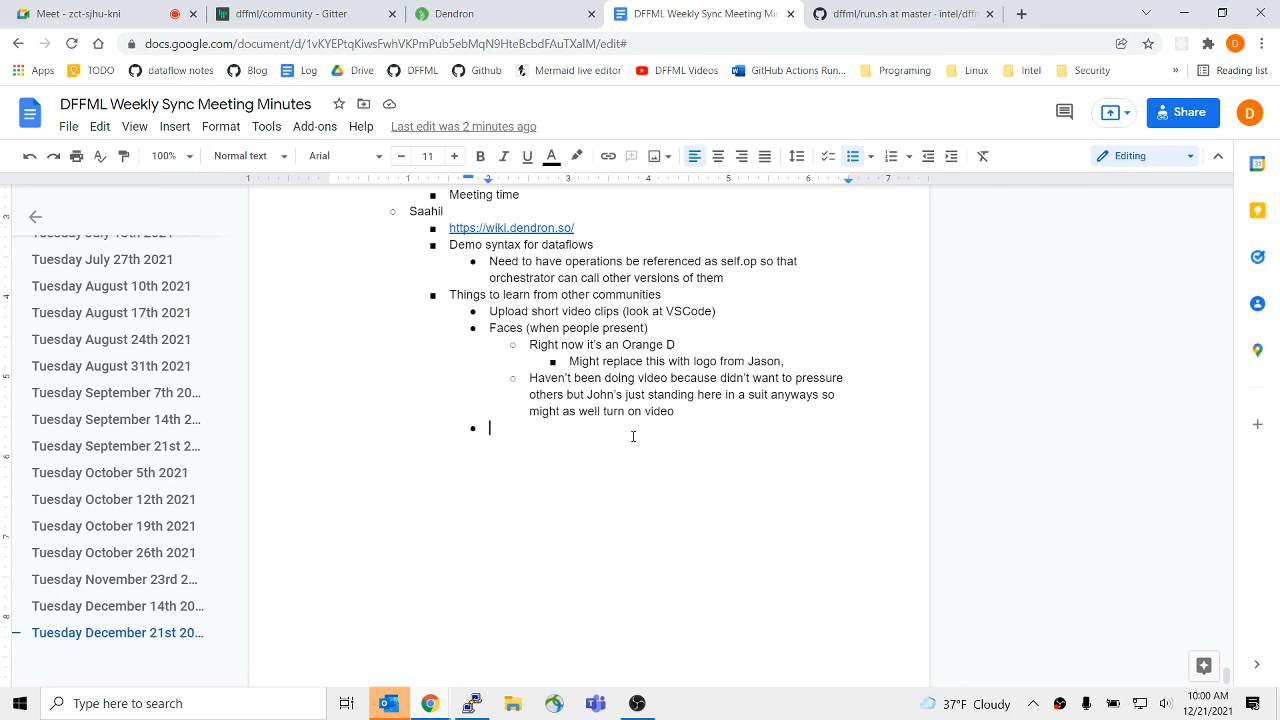 zct-meet
dffml/community - Gitter
Dendron
DFFML Weekly Sync Meeting Min
dffml/run.st at master · intel/dff
docs.google.com/document/d/1vKYEPtqKiwsFwhVKPmPub5ebMqN9HteBcbdFAuTXalM/edit#
Apps
TODO
dataflow notes
Blog
Log
Drive
DFFML
Github
Mermaid live editor
DFFML Videos
GitHub Actions Run...
Programing
Linux
Intel
Security
»
Reading list
DFFML Weekly Sync Meeting Minutes
File Edit View Insert Format Tools Add-ons Help Last edit was 2 minutes ago
Share
D
100% Normal text Arial 11 Editing
1 1 2 3 4 5 6 7
Meeting time
Saahil
https://wiki.dendron.so/
Demo syntax for dataflows
Need to have operations be referenced as self.op so that
orchestrator can call other versions of them
Things to learn from other communities
Upload short video clips (look at VSCode)
Faces (when people present)
Right now it's an Orange D
Might replace this with logo from Jason,
Haven't been doing video because didn't want to pressure
others but John's just standing here in a suit anyways so
might as well turn on video
Tuesday July 27th 2021
Tuesday August 10th 2021
Tuesday August 17th 2021
Tuesday August 24th 2021
Tuesday August 31th 2021
Tuesday September 7th 20...
Tuesday September 14th 2...
Tuesday September 21st 2...
Tuesday October 5th 2021
Tuesday October 12th 2021
Tuesday October 19th 2021
Tuesday October 26th 2021
Tuesday November 23rd 2...
Tuesday December 14th 20...
Tuesday December 21st 20...
Type here to search
37°F Cloudy
10:00 AM
12/21/2021